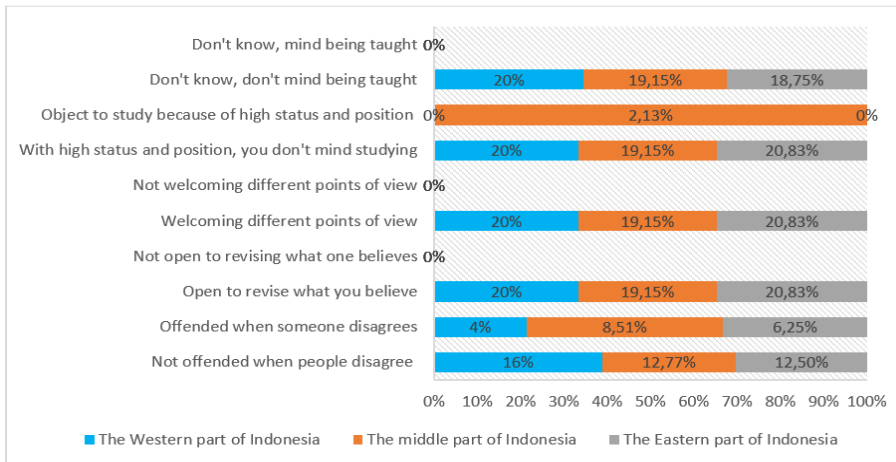 Don't know, mind being taught 0%
Don't know, don't mind being taught 20% 19,15% 18,75%
Object to study because of high status and position 0% 2,13% 0%
With high status and position, you don't mind studying 20% 19,15% 20,83%
Not welcoming different points of view 0%
Welcoming different points of view 20% 19,15% 20,83%
Not open to revising what one believes 0%
Open to revise what you believe 20% 19,15% 20,83%
Offended when someone disagrees 4% 8,51% 6,25%
Not offended when people disagree 16% 12,77% 12,50%
0% 10% 20% 30% 40% 50% 60% 70% 80% 90% 100%
The Western part of Indonesia The middle part of Indonesia The Eastern part of Indonesia